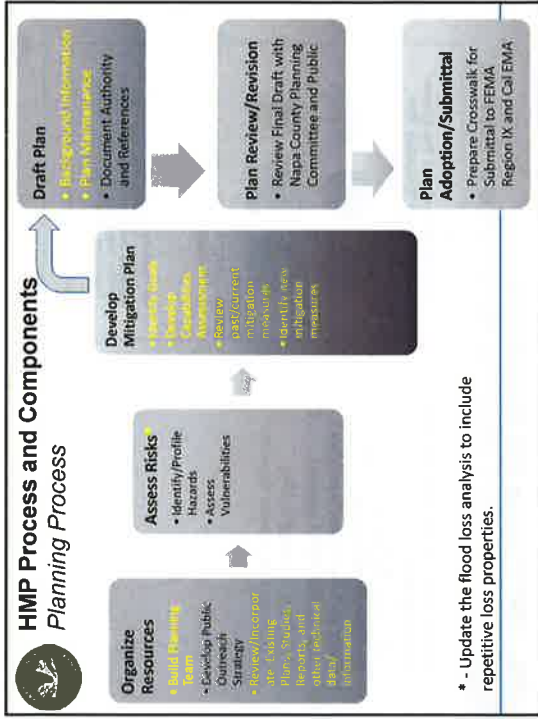 HMP Process and Components
Planning Process
Organize
Resources
• Build Planning
Team
• Develop Public
Outreach
Strategy
• Review/Incorpor
ate Existing
Plans, Studies,
Reports, and
other technical
data/
information
Assess Risks*
• Identify/Profile
Hazards
• Assess
Vulnerabilities
Develop
Mitigation Plan
• Identify Goals
• Develop
Capabilities
Assessment
• Review
past/current
mitigation
measures
• Identify new
mitigation
measures
Draft Plan
• Background Information
• Plan Maintenance
• Document Authority
and References
Plan Review/Revision
• Review Final Draft with
Napa County Planning
Committee and Public
Plan
Adoption/Submittal
• Prepare Crosswalk for
Submittal to FEMA
Region IX and Cal EMA
* - Update the flood loss analysis to include
repetitive loss properties.